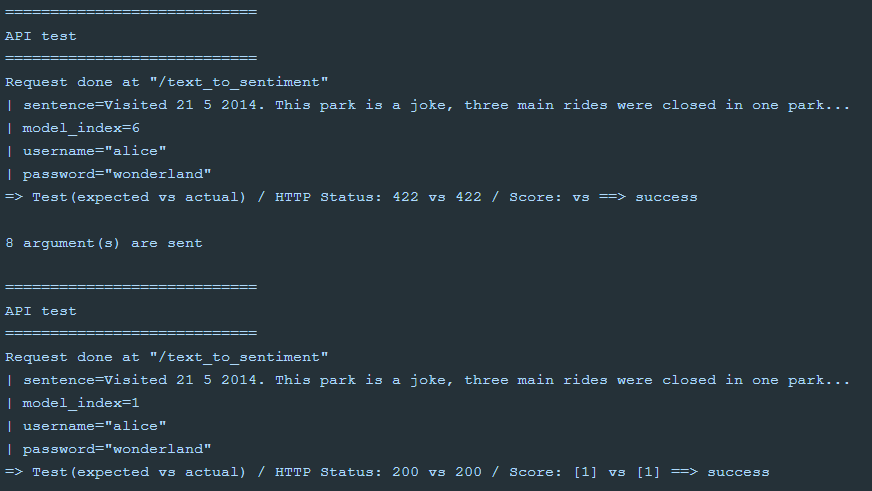 ============================
API test
============================
Request done at "/text_to_sentiment"
| sentence=Visited 21 5 2014. This park is a joke, three main rides were closed in one park...
| model_index=6
| username="alice"
| password="wonderland"
=> Test(expected vs actual) / HTTP Status: 422 vs 422 / Score: vs ==> success
8 argument(s) are sent
============================
API test
============================
Request done at "/text_to_sentiment"
| sentence=Visited 21 5 2014. This park is a joke, three main rides were closed in one park...
| model_index=1
| username="alice"
| password="wonderland"
=> Test(expected vs actual) / HTTP Status: 200 vs 200 / Score: [1] vs [1] ==> success